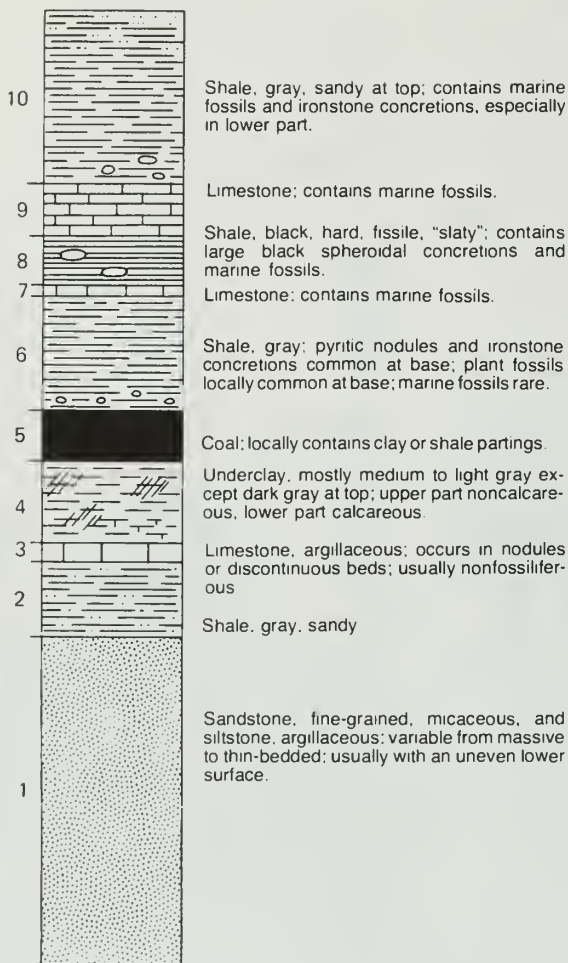 10
Shale, gray, sandy at top; contains marine
fossils and ironstone concretions, especially
in lower part.
9
Limestone; contains marine fossils.
8
Shale, black, hard, fissile, "slaty"; contains
large black spheroidal concretions and
marine fossils.
7
Limestone; contains marine fossils.
6
Shale, gray; pyritic nodules and ironstone
concretions common at base; plant fossils
locally common at base; marine fossils rare.
5
Coal; locally contains clay or shale partings.
4
Underclay, mostly medium to light gray ex-
cept dark gray at top; upper part noncalcare-
ous, lower part calcareous.
3
Limestone, argillaceous; occurs in nodules
or discontinuous beds; usually nonfossilifer-
ous
2
Shale, gray, sandy
1
Sandstone, fine-grained, micaceous, and
siltstone, argillaceous; variable from massive
to thin-bedded; usually with an uneven lower
surface.